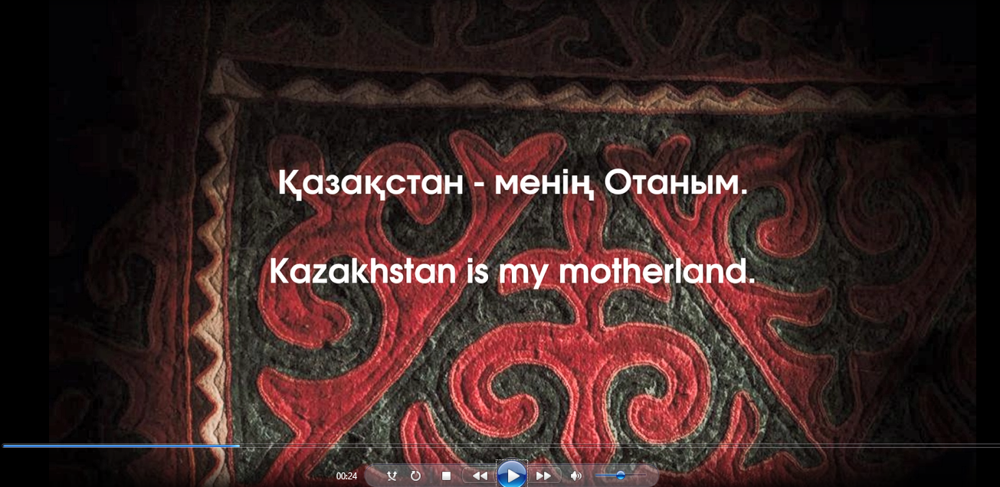 Қазақстан - менің Отаным.
Kazakhstan is my motherland.
00:24